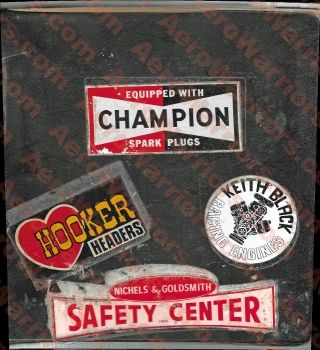 EQUIPPED WITH
CHAMPION
SPARK PLUGS
HOOKER
HEADERS
KEITH BLACK
RACING ENGINES
NICHELS & GOLDSMITH
SAFETY CENTER